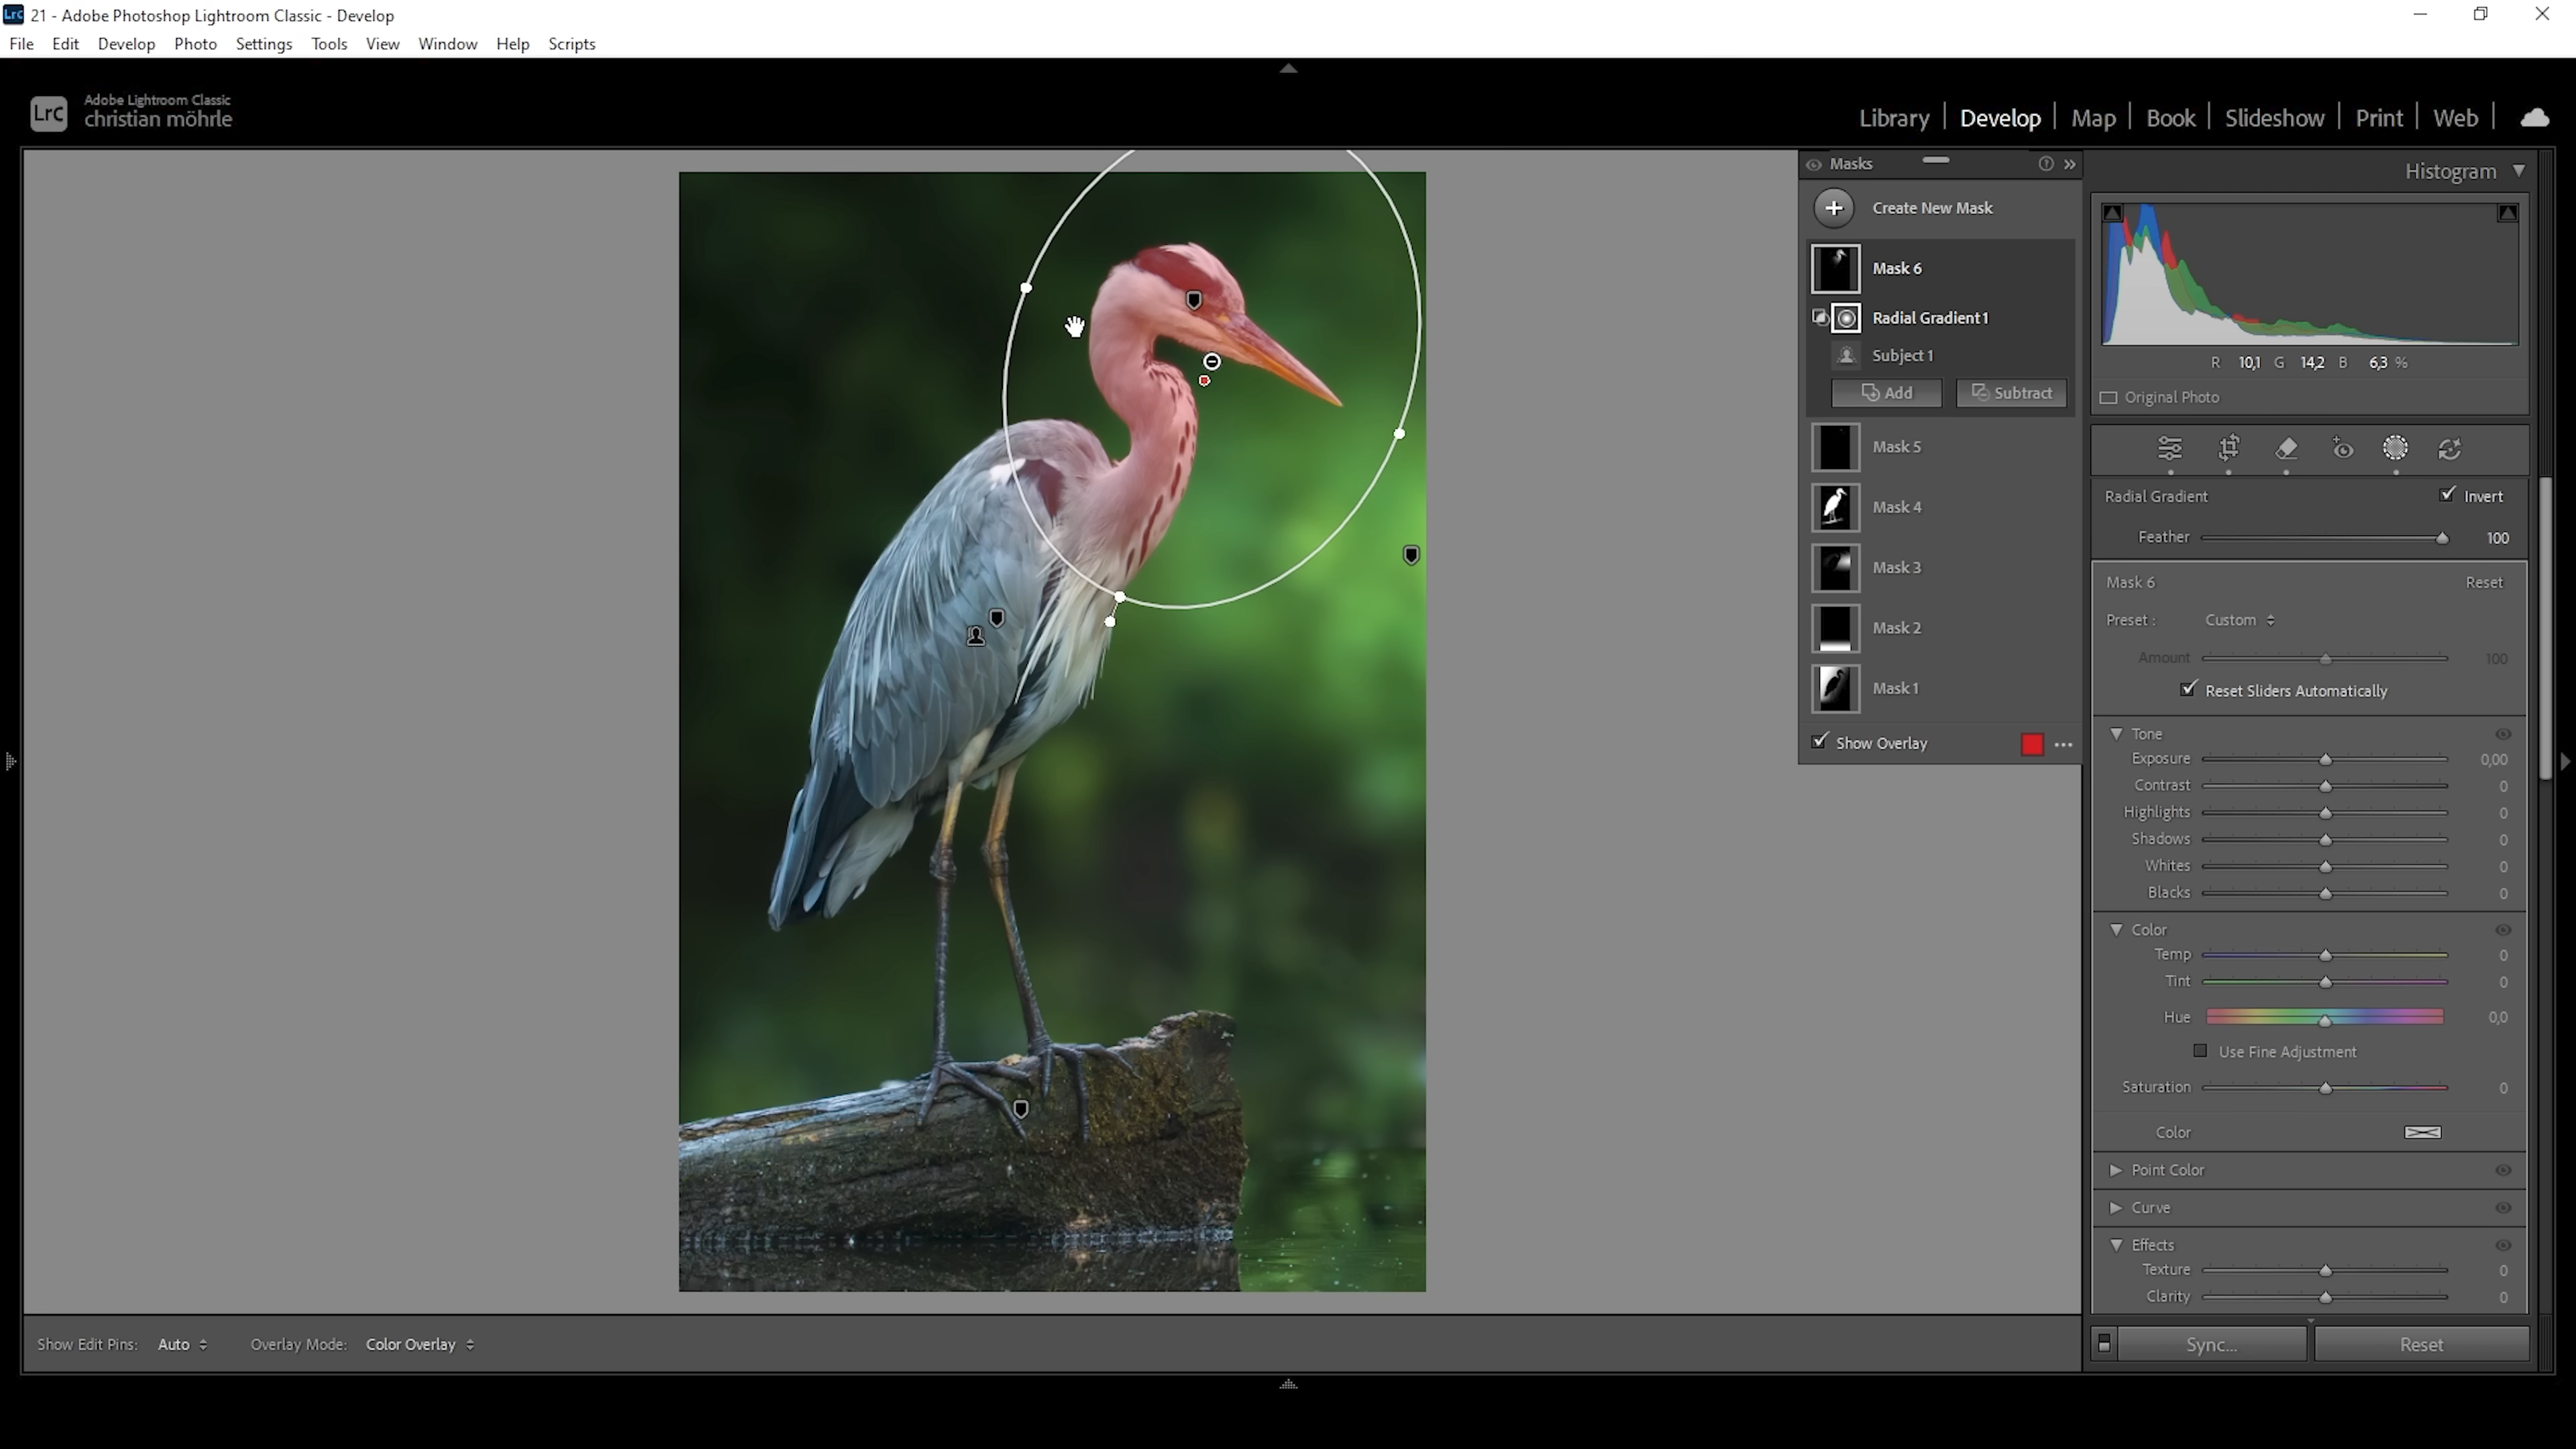 Lrc 21 - Adobe Photoshop Lightroom Classic - Develop
File Edit Develop Photo Settings Tools View Window Help Scripts
Lrc Adobe Lightroom Classic
christian möhrle
Library Develop Map Book Slideshow Print Web
Masks
Create New Mask
Mask 6
Radial Gradient 1
Subject 1
Add Subtract
Mask 5
Mask 4
Mask 3
Mask 2
Mask 1
Show Overlay
Histogram
R 10,1 G 14,2 B 6,3 %
Original Photo
Radial Gradient Invert
Feather 100
Mask 6 Reset
Preset : Custom
Amount 100
Reset Sliders Automatically
Tone
Exposure 0,00
Contrast 0
Highlights 0
Shadows 0
Whites 0
Blacks 0
Color
Temp 0
Tint 0
Hue 0,0
Use Fine Adjustment
Saturation 0
Color
Point Color
Curve
Effects
Texture 0
Clarity 0
Show Edit Pins: Auto Overlay Mode: Color Overlay
Sync... Reset